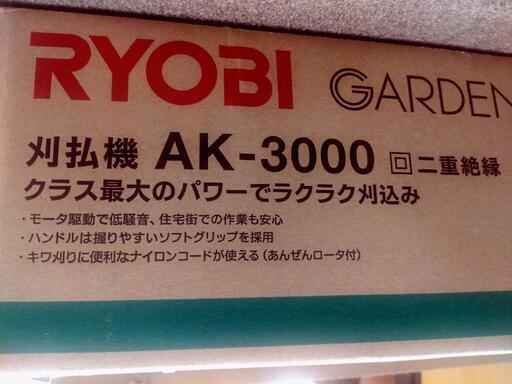 RYOBI GARDEN
刈払機 AK-3000 回 二重絶縁
クラス最大のパワーでラクラク刈込み
・モータ駆動で低騒音、住宅街での作業も安心
・ハンドルは握りやすいソフトグリップを採用
・キワ刈りに便利なナイロンコードが使える(あんぜんロータ付)